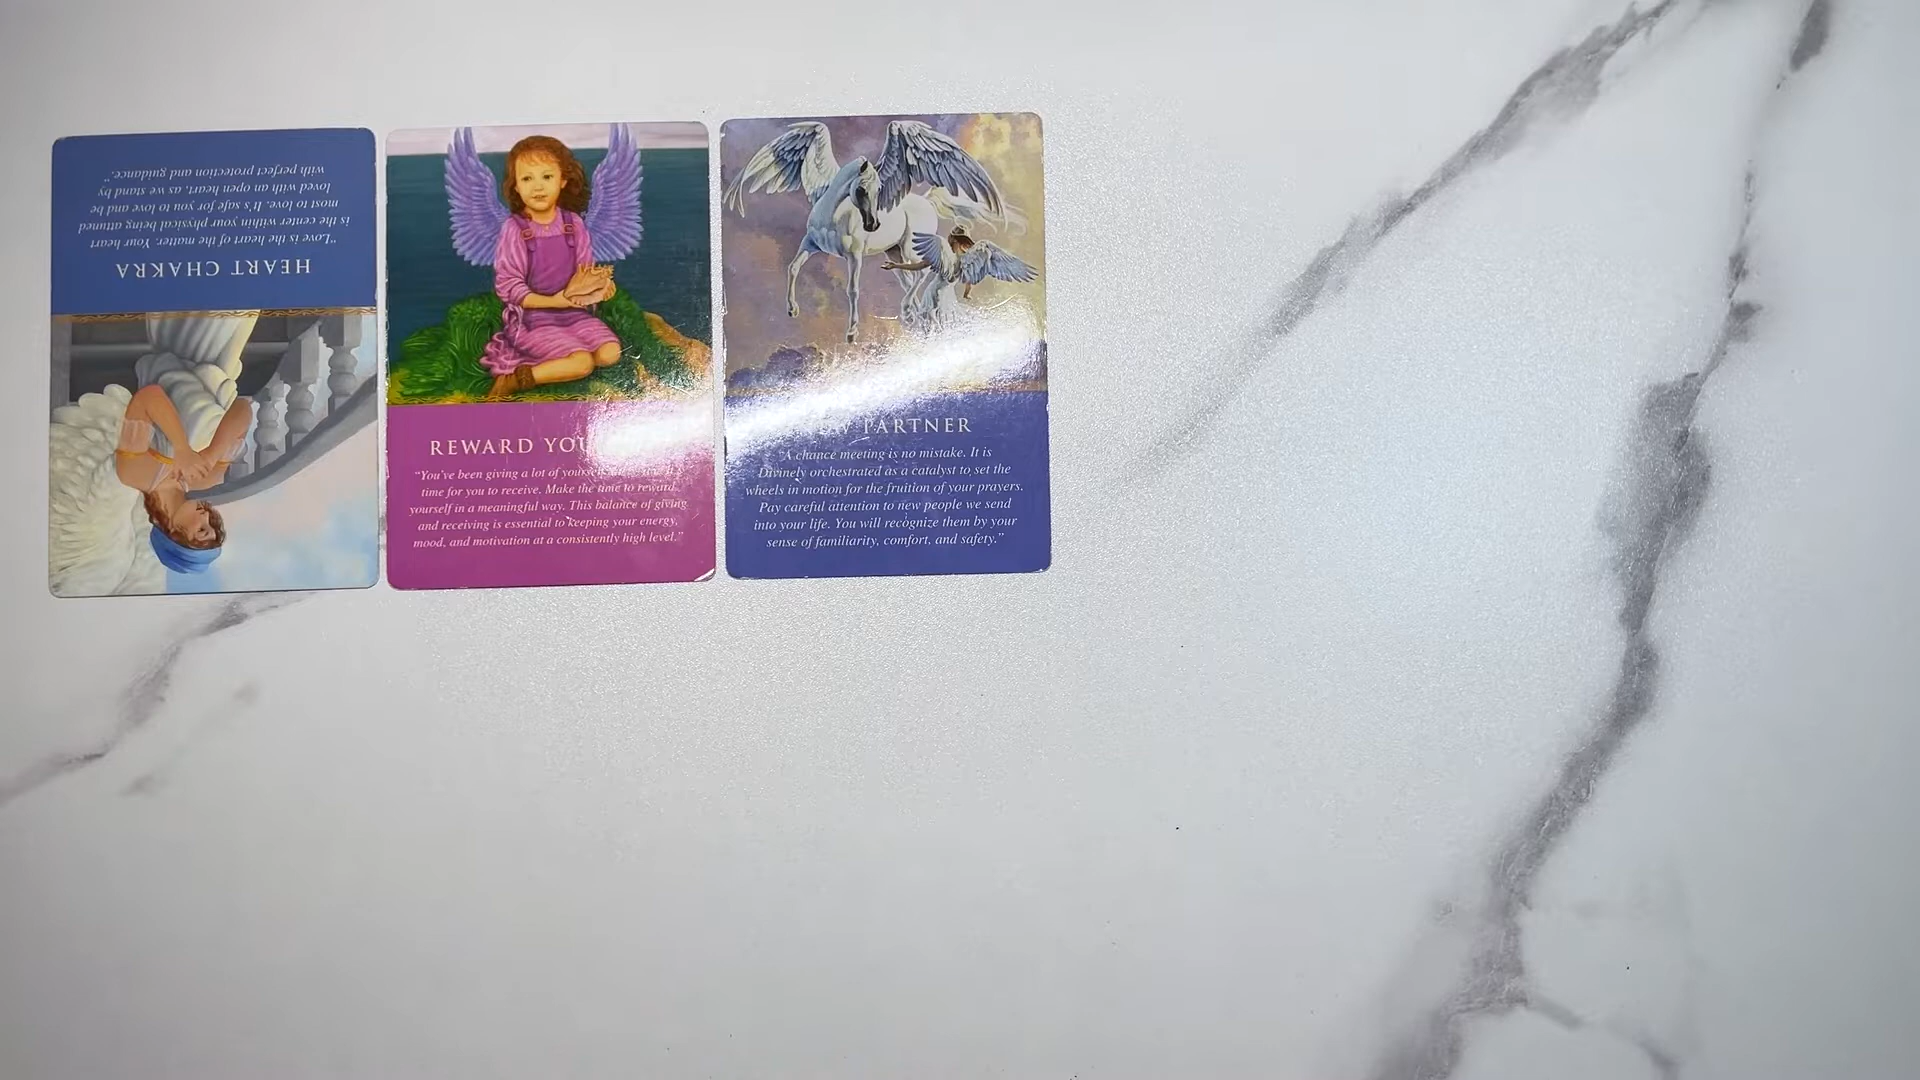 HEART CHAKRA
"Love is the heart of the matter. Your heart
is the center within your physical being attuned
most to love. It's safe for you to love and be
loved with an open heart, as we stand by
with perfect protection and guidance."
REWARD YOU
"You've been giving a lot of yourself
time for you to receive. Make the time to reward
yourself in a meaningful way. This balance of giving
and receiving is essential to keeping your energy,
mood, and motivation at a consistently high level."
PARTNER
"A chance meeting is no mistake. It is
Divinely orchestrated as a catalyst to set the
wheels in motion for the fruition of your prayers.
Pay careful attention to new people we send
into your life. You will recognize them by your
sense of familiarity, comfort, and safety."